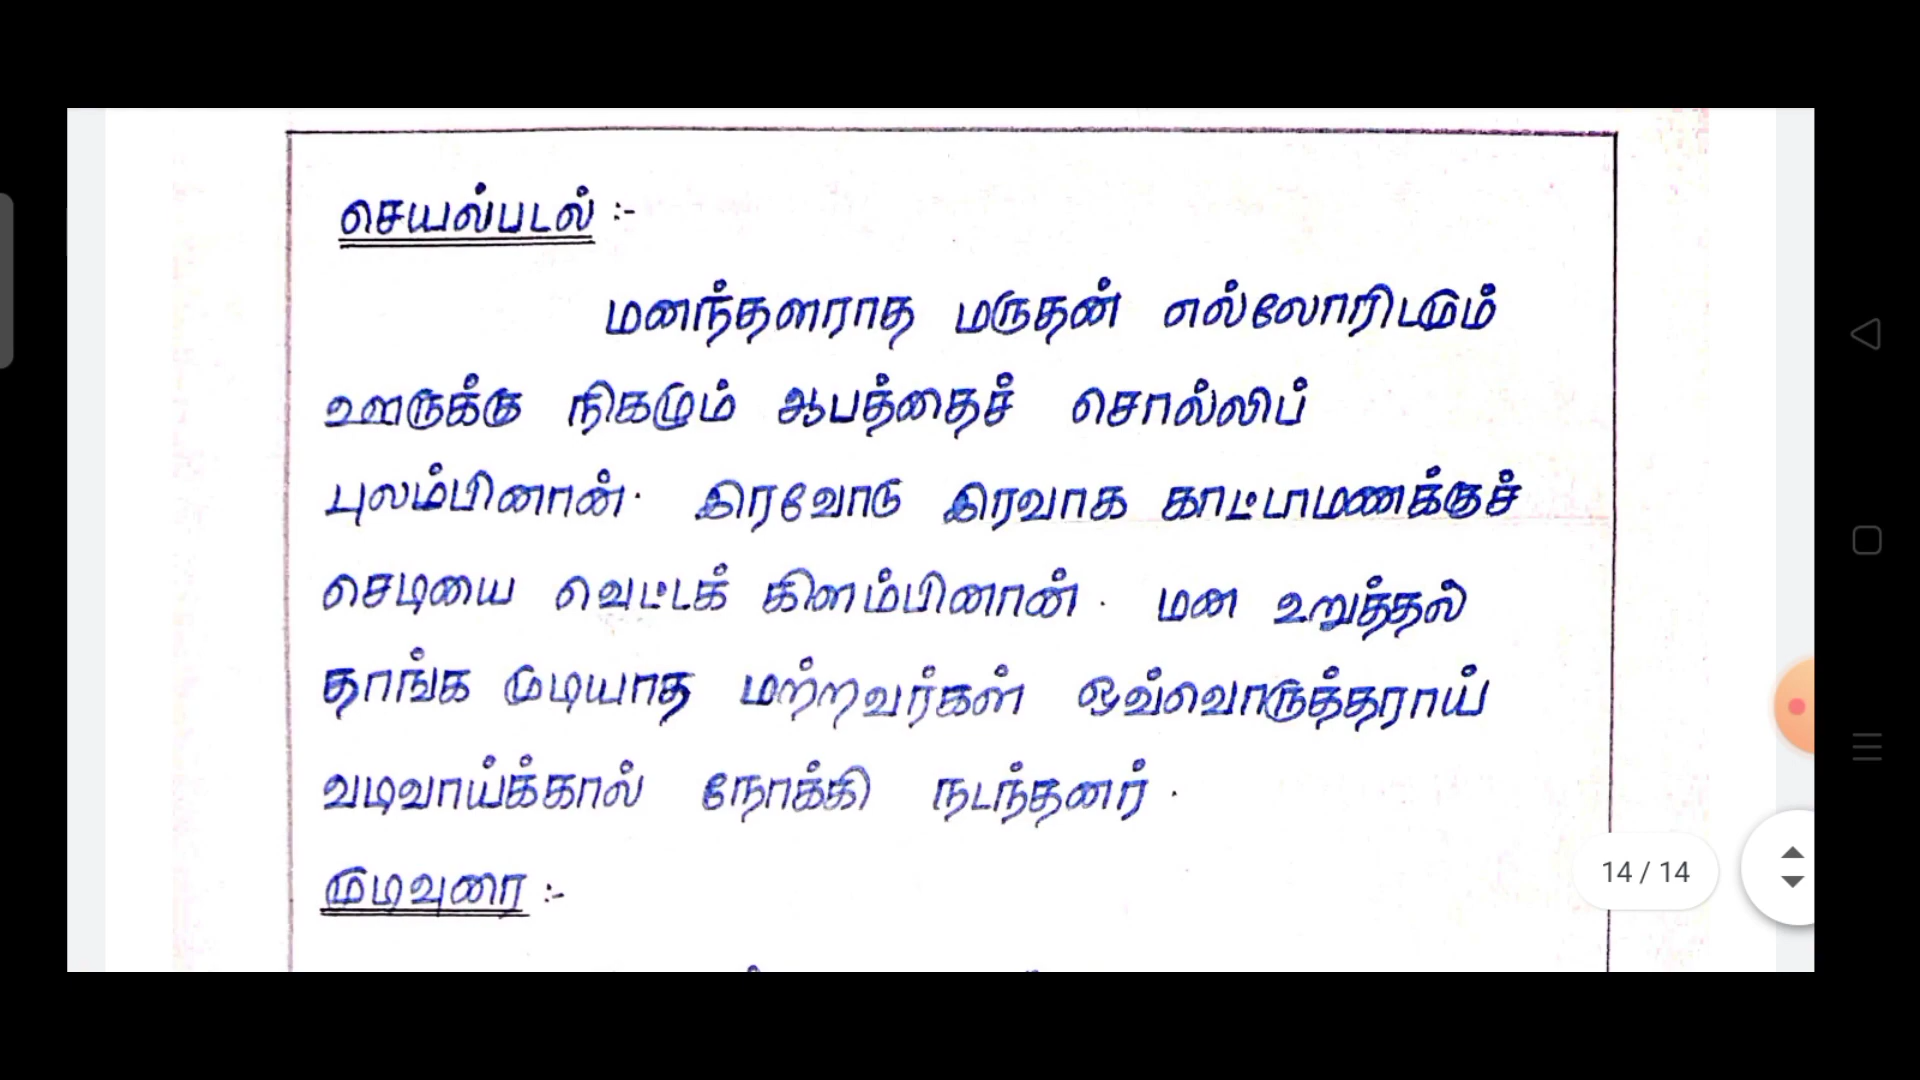 செயல்படல் :-
மனந்தளராத மருதன் எல்லோரிடமும்
ஊருக்கு நிகழும் ஆபத்தைச் சொல்லிப்
புலம்பினான். இரவோடு இரவாக காட்டாமணக்குச்
செடியை வெட்டக் கிளம்பினான். மன உறுத்தல்
தாங்க முடியாத மற்றவர்கள் ஒவ்வொருத்தராய்
வடிவாய்க்கால் நோக்கி நடந்தனர்.
முடிவுரை :-
14 / 14